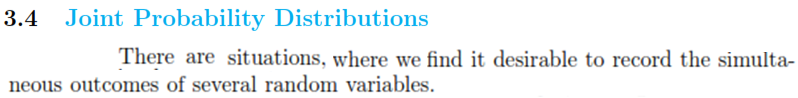 3.4 Joint Probability Distributions
There are situations, where we find it desirable to record the simulta-
neous outcomes of several random variables.